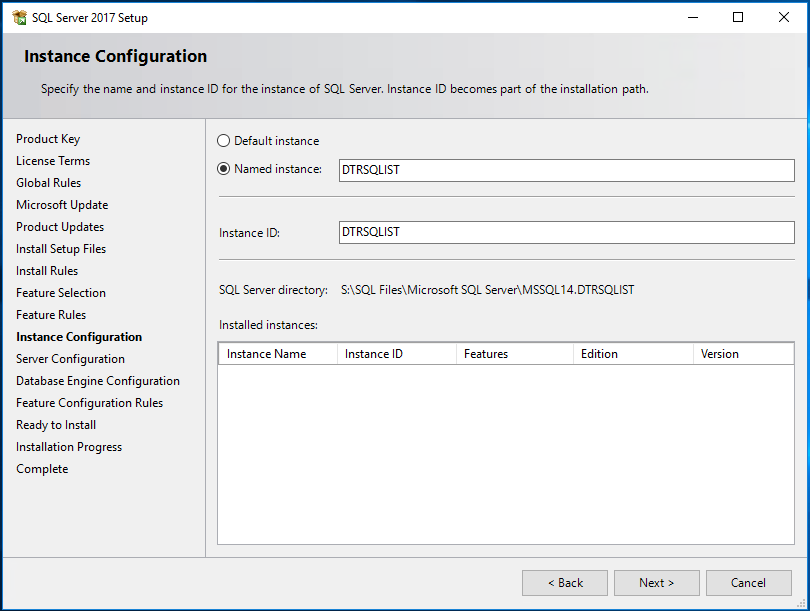 SQL Server 2017 Setup
Instance Configuration
Specify the name and instance ID for the instance of SQL Server. Instance ID becomes part of the installation path.
Product Key
License Terms
Global Rules
Microsoft Update
Product Updates
Install Setup Files
Install Rules
Feature Selection
Feature Rules
Instance Configuration
Server Configuration
Database Engine Configuration
Feature Configuration Rules
Ready to Install
Installation Progress
Complete
Default instance
Named instance: DTRSQLIST
Instance ID: DTRSQLIST
SQL Server directory: S:\SQL Files\Microsoft SQL Server\MSSQL14.DTRSQLIST
Installed instances:
Instance Name Instance ID Features Edition Version
< Back Next > Cancel